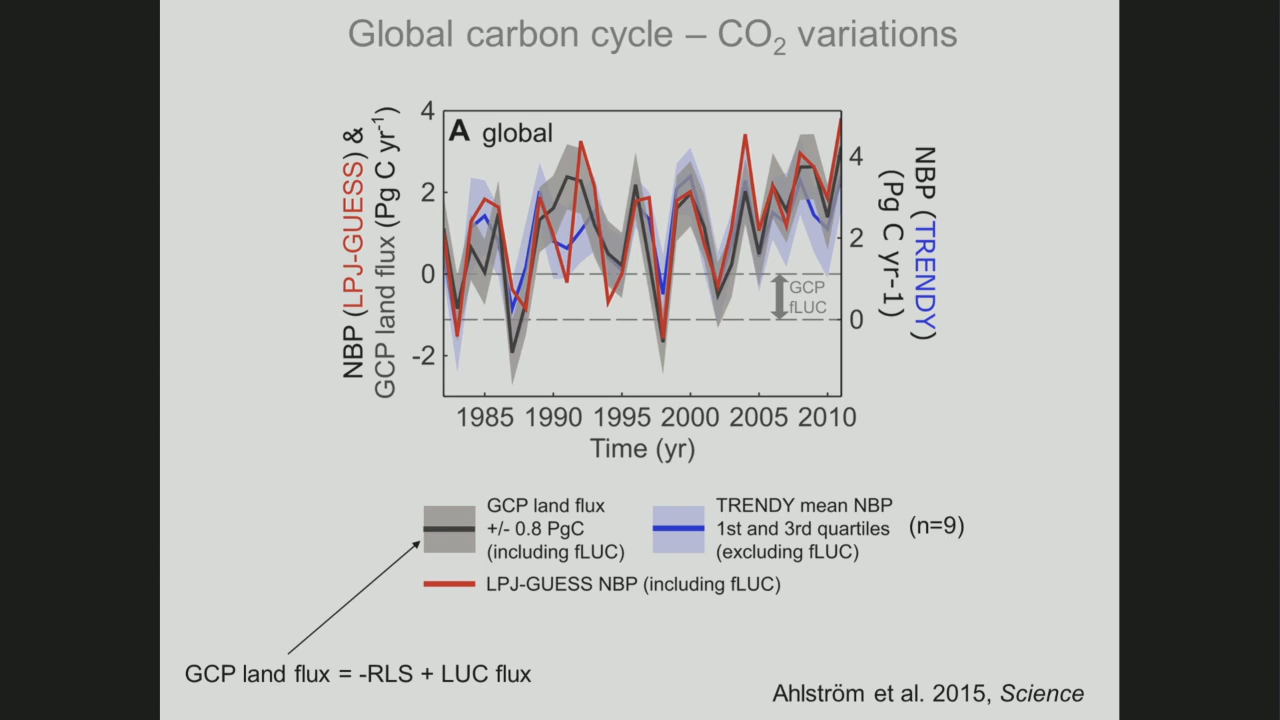 Global carbon cycle – CO₂ variations
NBP (LPJ-GUESS) &
GCP land flux (Pg C yr⁻¹)
A global
4
2
0
-2
4
2
0
NBP (TRENDY)
(Pg C yr-1)
GCP
fLUC
1985 1990 1995 2000 2005 2010
Time (yr)
GCP land flux
+/- 0.8 PgC
(including fLUC)
TRENDY mean NBP
1st and 3rd quartiles
(excluding fLUC)
(n=9)
LPJ-GUESS NBP (including fLUC)
GCP land flux = -RLS + LUC flux
Ahlström et al. 2015, Science